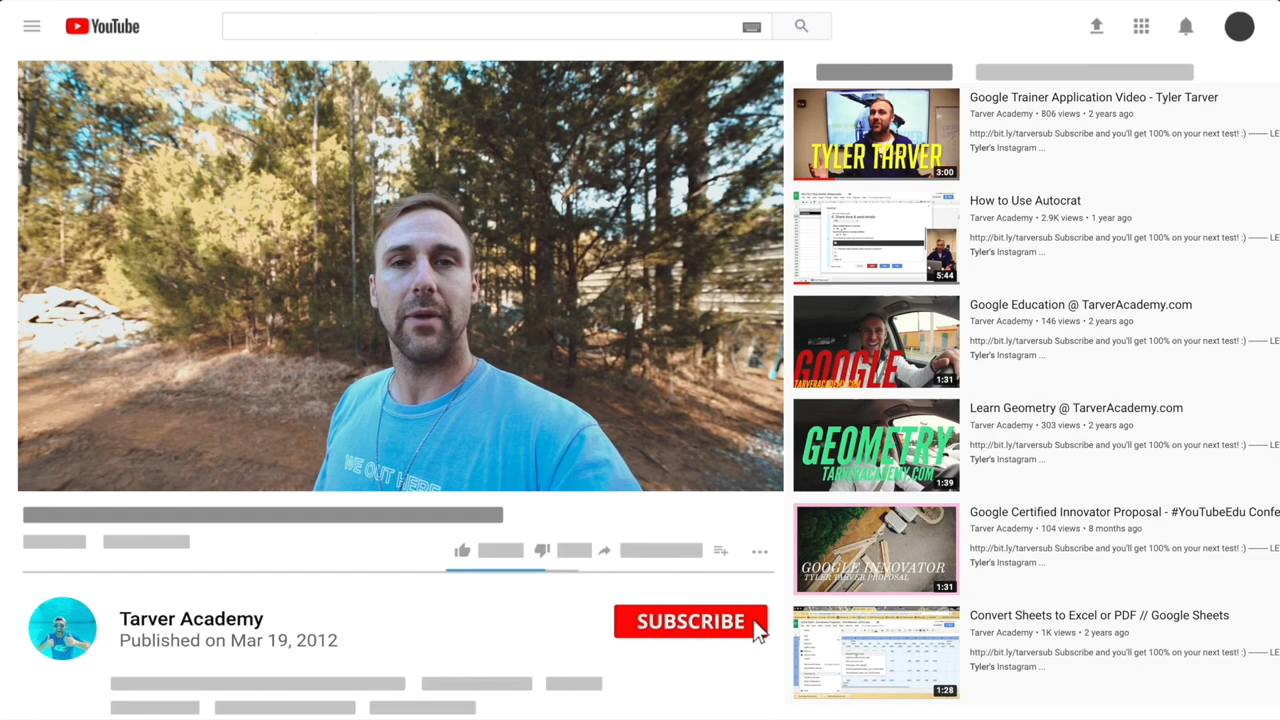 YouTube
WE OUT HERE
Tarver Academy
Published on Mar 19, 2012
SUBSCRIBE
TYLER TARVER
3:00
Google Trainer Application Video - Tyler Tarver
Tarver Academy • 806 views • 2 years ago
http://bit.ly/tarversub Subscribe and you'll get 100% on your next test! :) ------- LE
Tyler's Instagram ...
5:44
How to Use Autocrat
Tarver Academy • 2.9K views • 1 year ago
http://bit.ly/tarversub Subscribe and you'll get 100% on your next test! :) ------- LE
Tyler's Instagram ...
GOOGLE
TARVERACADEMY.COM
1:31
Google Education @ TarverAcademy.com
Tarver Academy • 146 views • 2 years ago
http://bit.ly/tarversub Subscribe and you'll get 100% on your next test! :) ------- LE
Tyler's Instagram ...
GEOMETRY
TARVERACADEMY.COM
1:39
Learn Geometry @ TarverAcademy.com
Tarver Academy • 303 views • 2 years ago
http://bit.ly/tarversub Subscribe and you'll get 100% on your next test! :) ------- LE
Tyler's Instagram ...
GOOGLE INNOVATOR
TYLER TARVER PROPOSAL
1:31
Google Certified Innovator Proposal - #YouTubeEdu Confe
Tarver Academy • 104 views • 8 months ago
http://bit.ly/tarversub Subscribe and you'll get 100% on your next test! :) ------- LE
Tyler's Instagram ...
1:28
Convert Sheets to Excel or PDF // Google Sheets
Tarver Academy • 1K views • 2 years ago
http://bit.ly/tarversub Subscribe and you'll get 100% on your next test! :) ------- LE
Tyler's Instagram ...